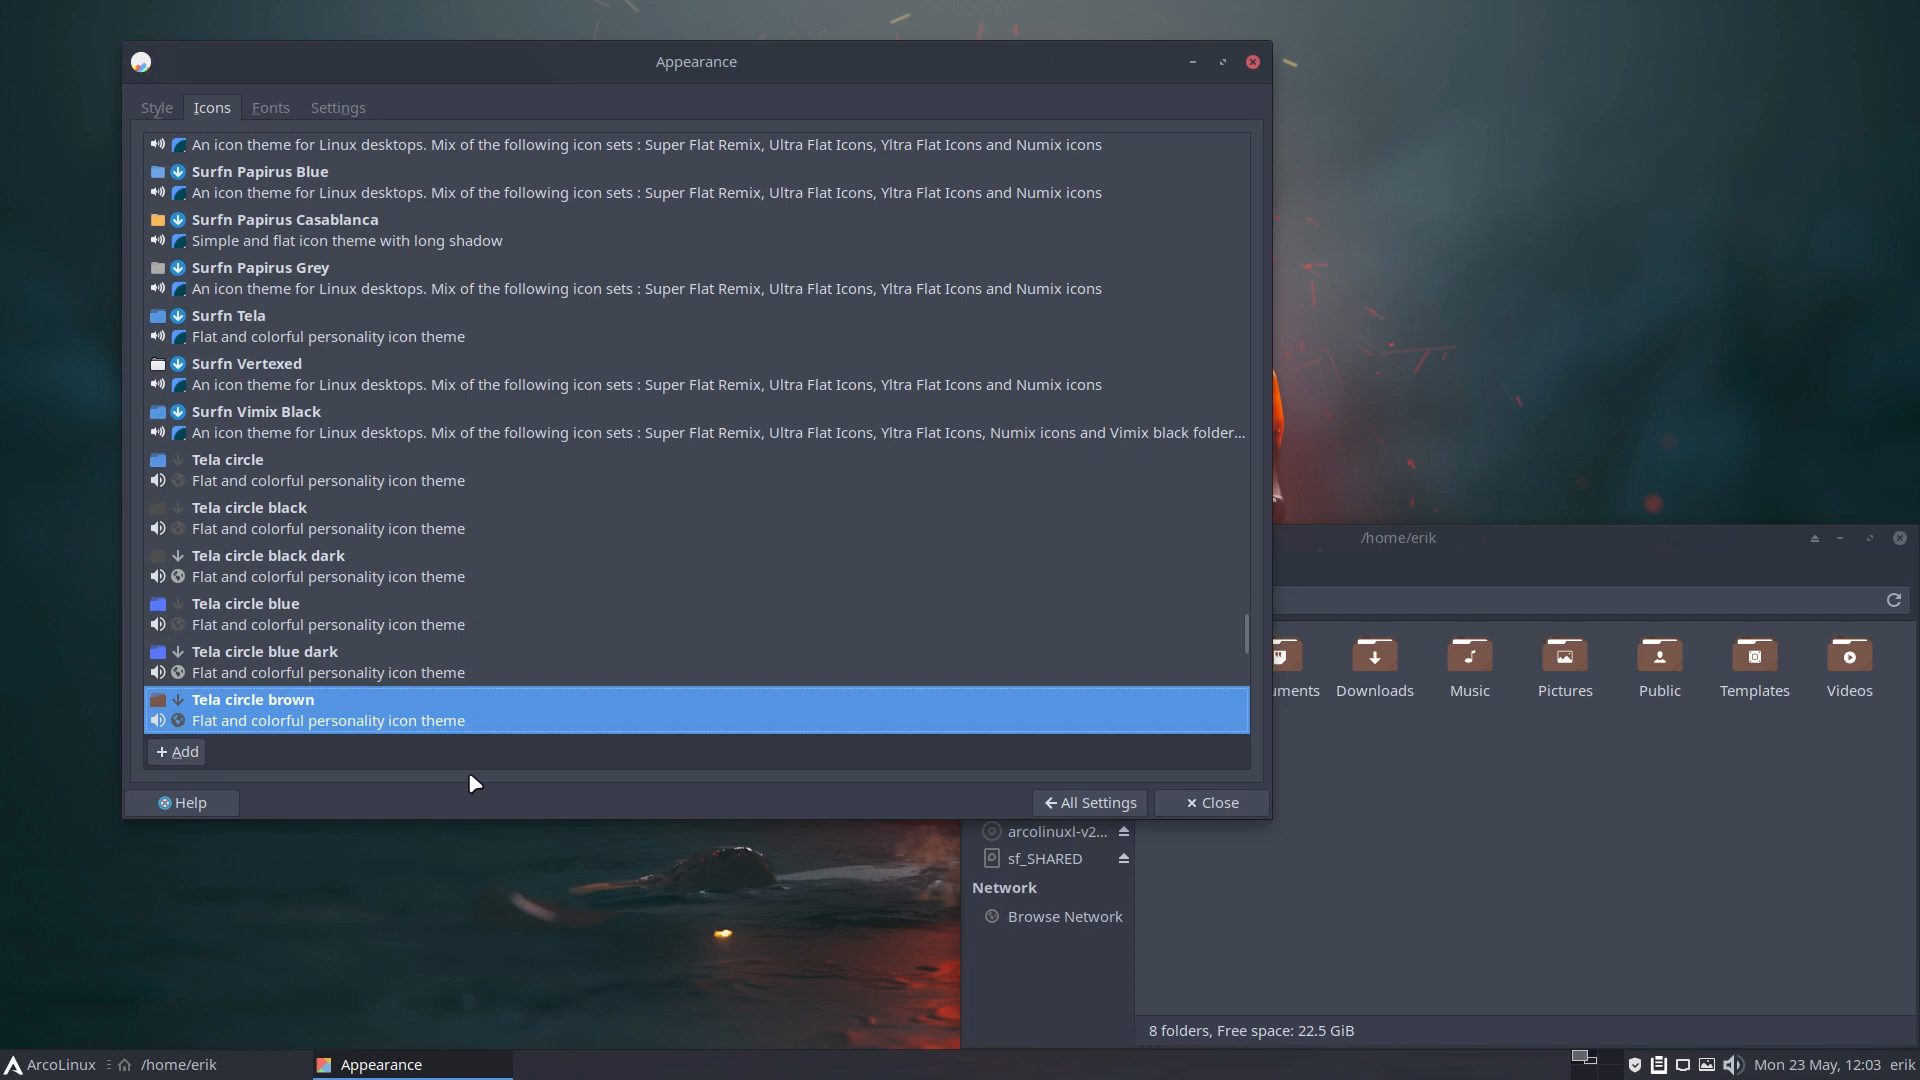 Appearance
Style Icons Fonts Settings
An icon theme for Linux desktops. Mix of the following icon sets : Super Flat Remix, Ultra Flat Icons, Yltra Flat Icons and Numix icons
Surfn Papirus Blue
An icon theme for Linux desktops. Mix of the following icon sets : Super Flat Remix, Ultra Flat Icons, Yltra Flat Icons and Numix icons
Surfn Papirus Casablanca
Simple and flat icon theme with long shadow
Surfn Papirus Grey
An icon theme for Linux desktops. Mix of the following icon sets : Super Flat Remix, Ultra Flat Icons, Yltra Flat Icons and Numix icons
Surfn Tela
Flat and colorful personality icon theme
Surfn Vertexed
An icon theme for Linux desktops. Mix of the following icon sets : Super Flat Remix, Ultra Flat Icons, Yltra Flat Icons and Numix icons
Surfn Vimix Black
An icon theme for Linux desktops. Mix of the following icon sets : Super Flat Remix, Ultra Flat Icons, Yltra Flat Icons, Numix icons and Vimix black folder...
Tela circle
Flat and colorful personality icon theme
Tela circle black
Flat and colorful personality icon theme
Tela circle black dark
Flat and colorful personality icon theme
Tela circle blue
Flat and colorful personality icon theme
Tela circle blue dark
Flat and colorful personality icon theme
Tela circle brown
Flat and colorful personality icon theme
Add
Help All Settings Close
/home/erik
uments Downloads Music Pictures Public Templates Videos
arcolinuxl-v2...
sf_SHARED
Network
Browse Network
8 folders, Free space: 22.5 GiB
ArcoLinux /home/erik Appearance Mon 23 May, 12:03 erik